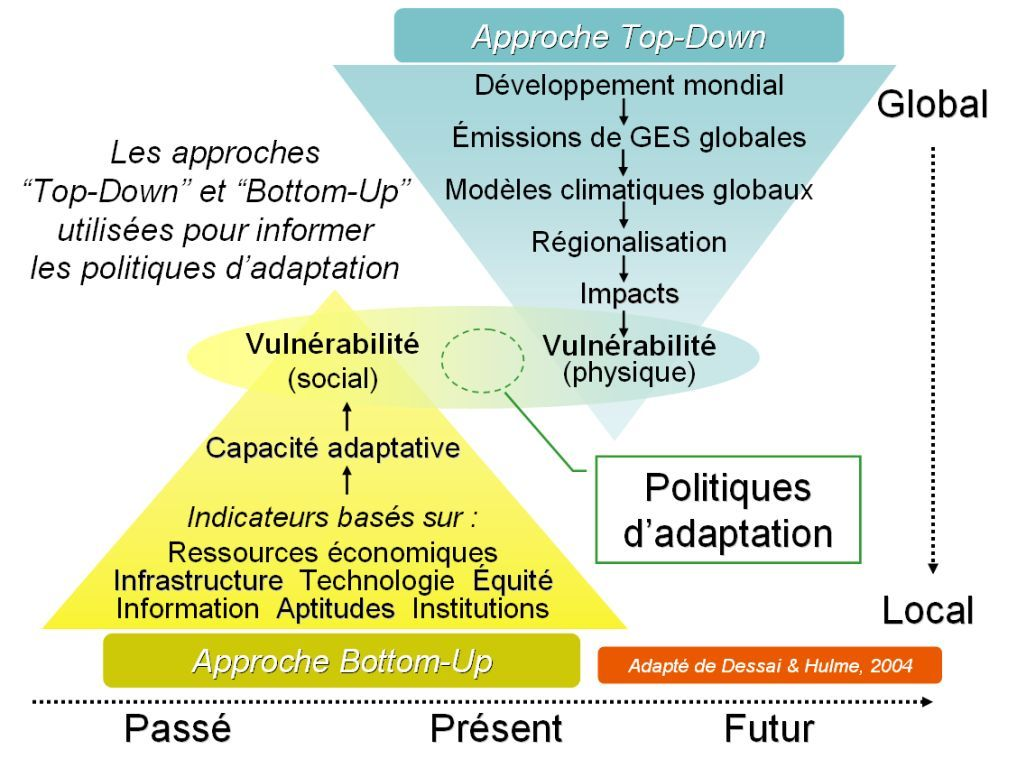 Approche Top-Down
Développement mondial
Émissions de GES globales
Modèles climatiques globaux
Régionalisation
Impacts
Vulnérabilité
(physique)
Global
Local
Les approches
“Top-Down” et “Bottom-Up”
utilisées pour informer
les politiques d’adaptation
Vulnérabilité
(social)
Capacité adaptative
Indicateurs basés sur :
Ressources économiques
Infrastructure Technologie Équité
Information Aptitudes Institutions
Politiques
d’adaptation
Approche Bottom-Up
Adapté de Dessai & Hulme, 2004
Passé Présent Futur